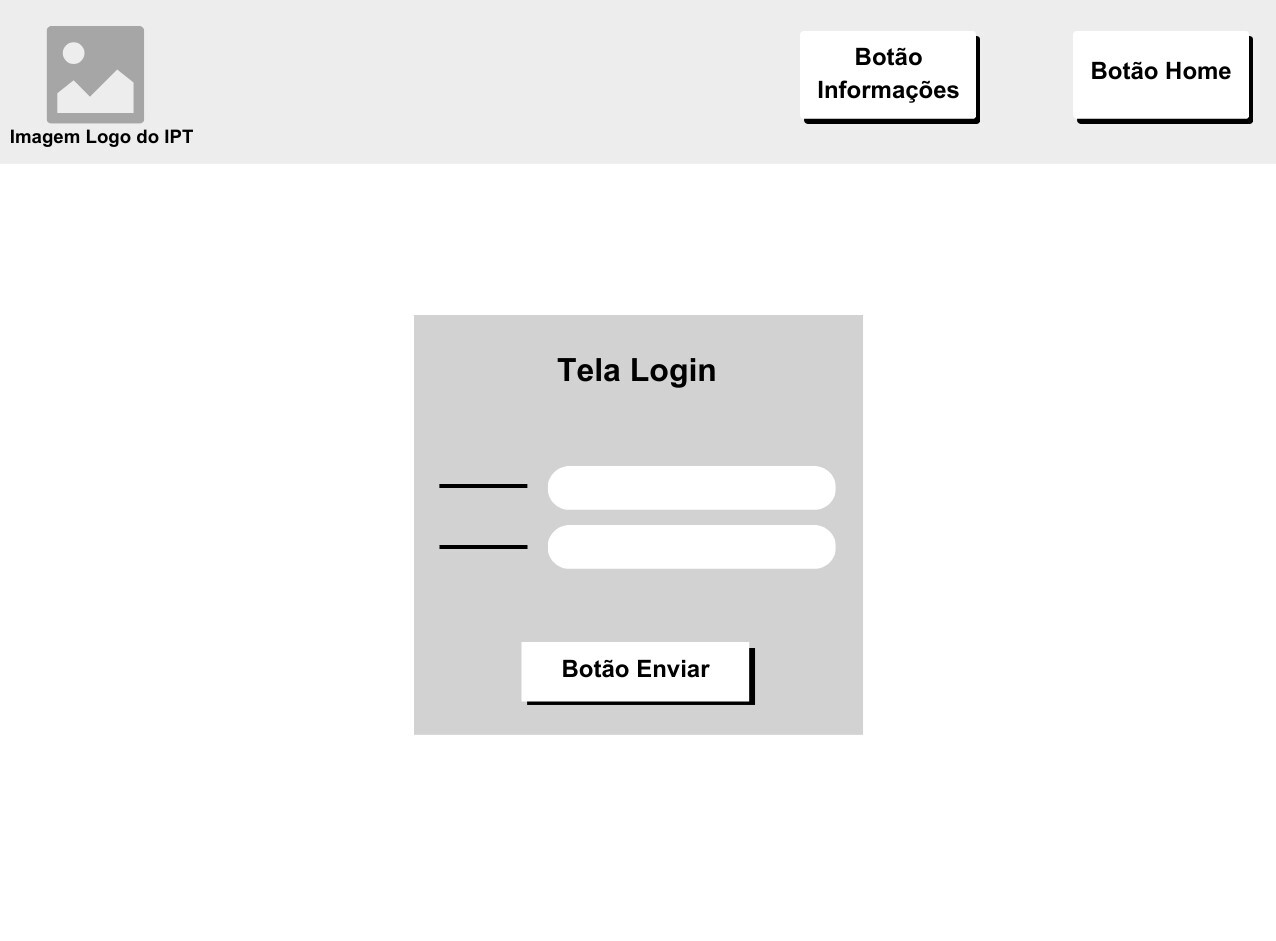 Imagem Logo do IPT
Botão
Informações
Botão Home
Tela Login
Botão Enviar